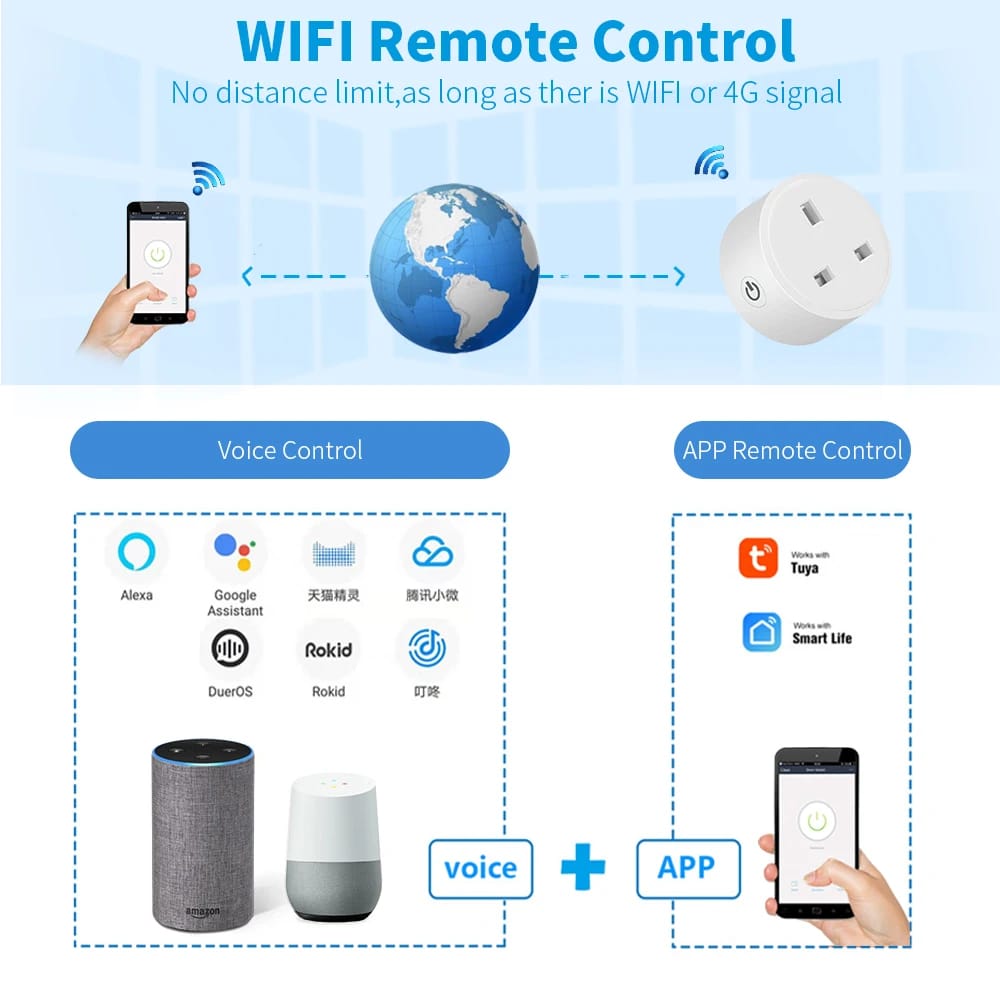 WIFI Remote Control
No distance limit,as long as ther is WIFI or 4G signal
Voice Control
APP Remote Control
Alexa
Google
Assistant
天猫精灵
腾讯小微
DuerOS
Rokid
Rokid
叮咚
Works with
Tuya
Works with
Smart Life
amazon
voice
APP